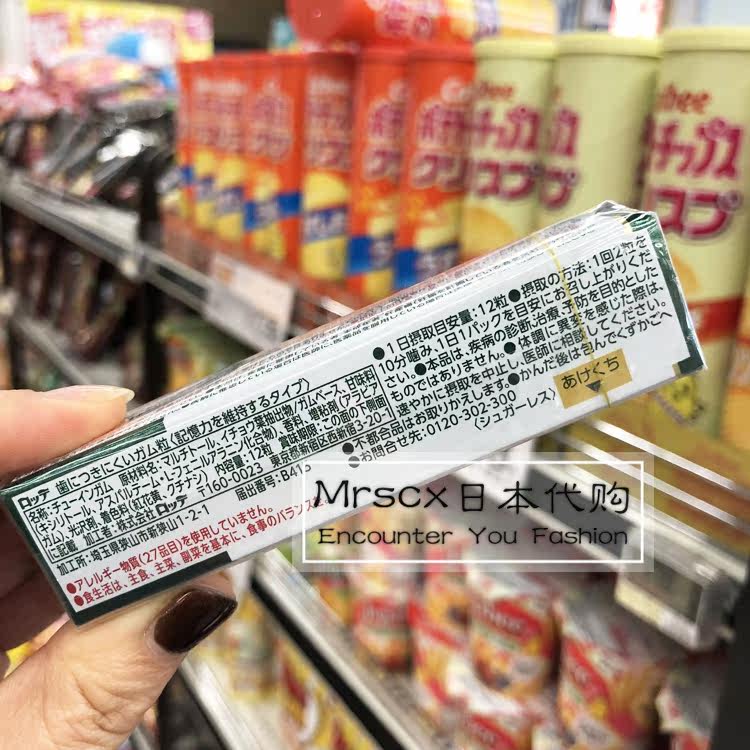 ロッテ 歯につきにくいガム粒〈記憶力を維持するタイプ〉
名称:チューインガム 原材料名:マルチトール、イチョウ葉抽出物/ガムベース、甘味料
(キシリトール、アスパルテーム・L-フェニルアラニン化合物)、香料、増粘剤(アラビア
ガム)、光沢剤、着色料(紅花黄、クチナシ) 内容量:12粒 賞味期限:この面の下側面
に記載 加工者:株式会社ロッテ 〒160-0023 東京都新宿区西新宿3-20-1
加工所:埼玉県狭山市新狭山1-2-1 届出番号:B415
●アレルギー物質(27品目)を使用していません。
●食生活は、主食、主菜、副菜を基本に、食事のバランス
●1日摂取目安量:12粒●摂取の方法:1回2粒を
10分噛み、1日1パックを目安にお召し上がりくだ
さい。●本品は、疾病の診断、治療、予防を目的とした
ものではありません。●体調に異変を感じた際は、
速やかに摂取を中止し、医師に相談してください。
●不都合品はお取りかえします。●かんだ後は包んでくずかごへ
●お問合せ先:0120-302-300
〈シュガーレス〉
あけくち
Mrscx日本代购
Encounter You Fashion